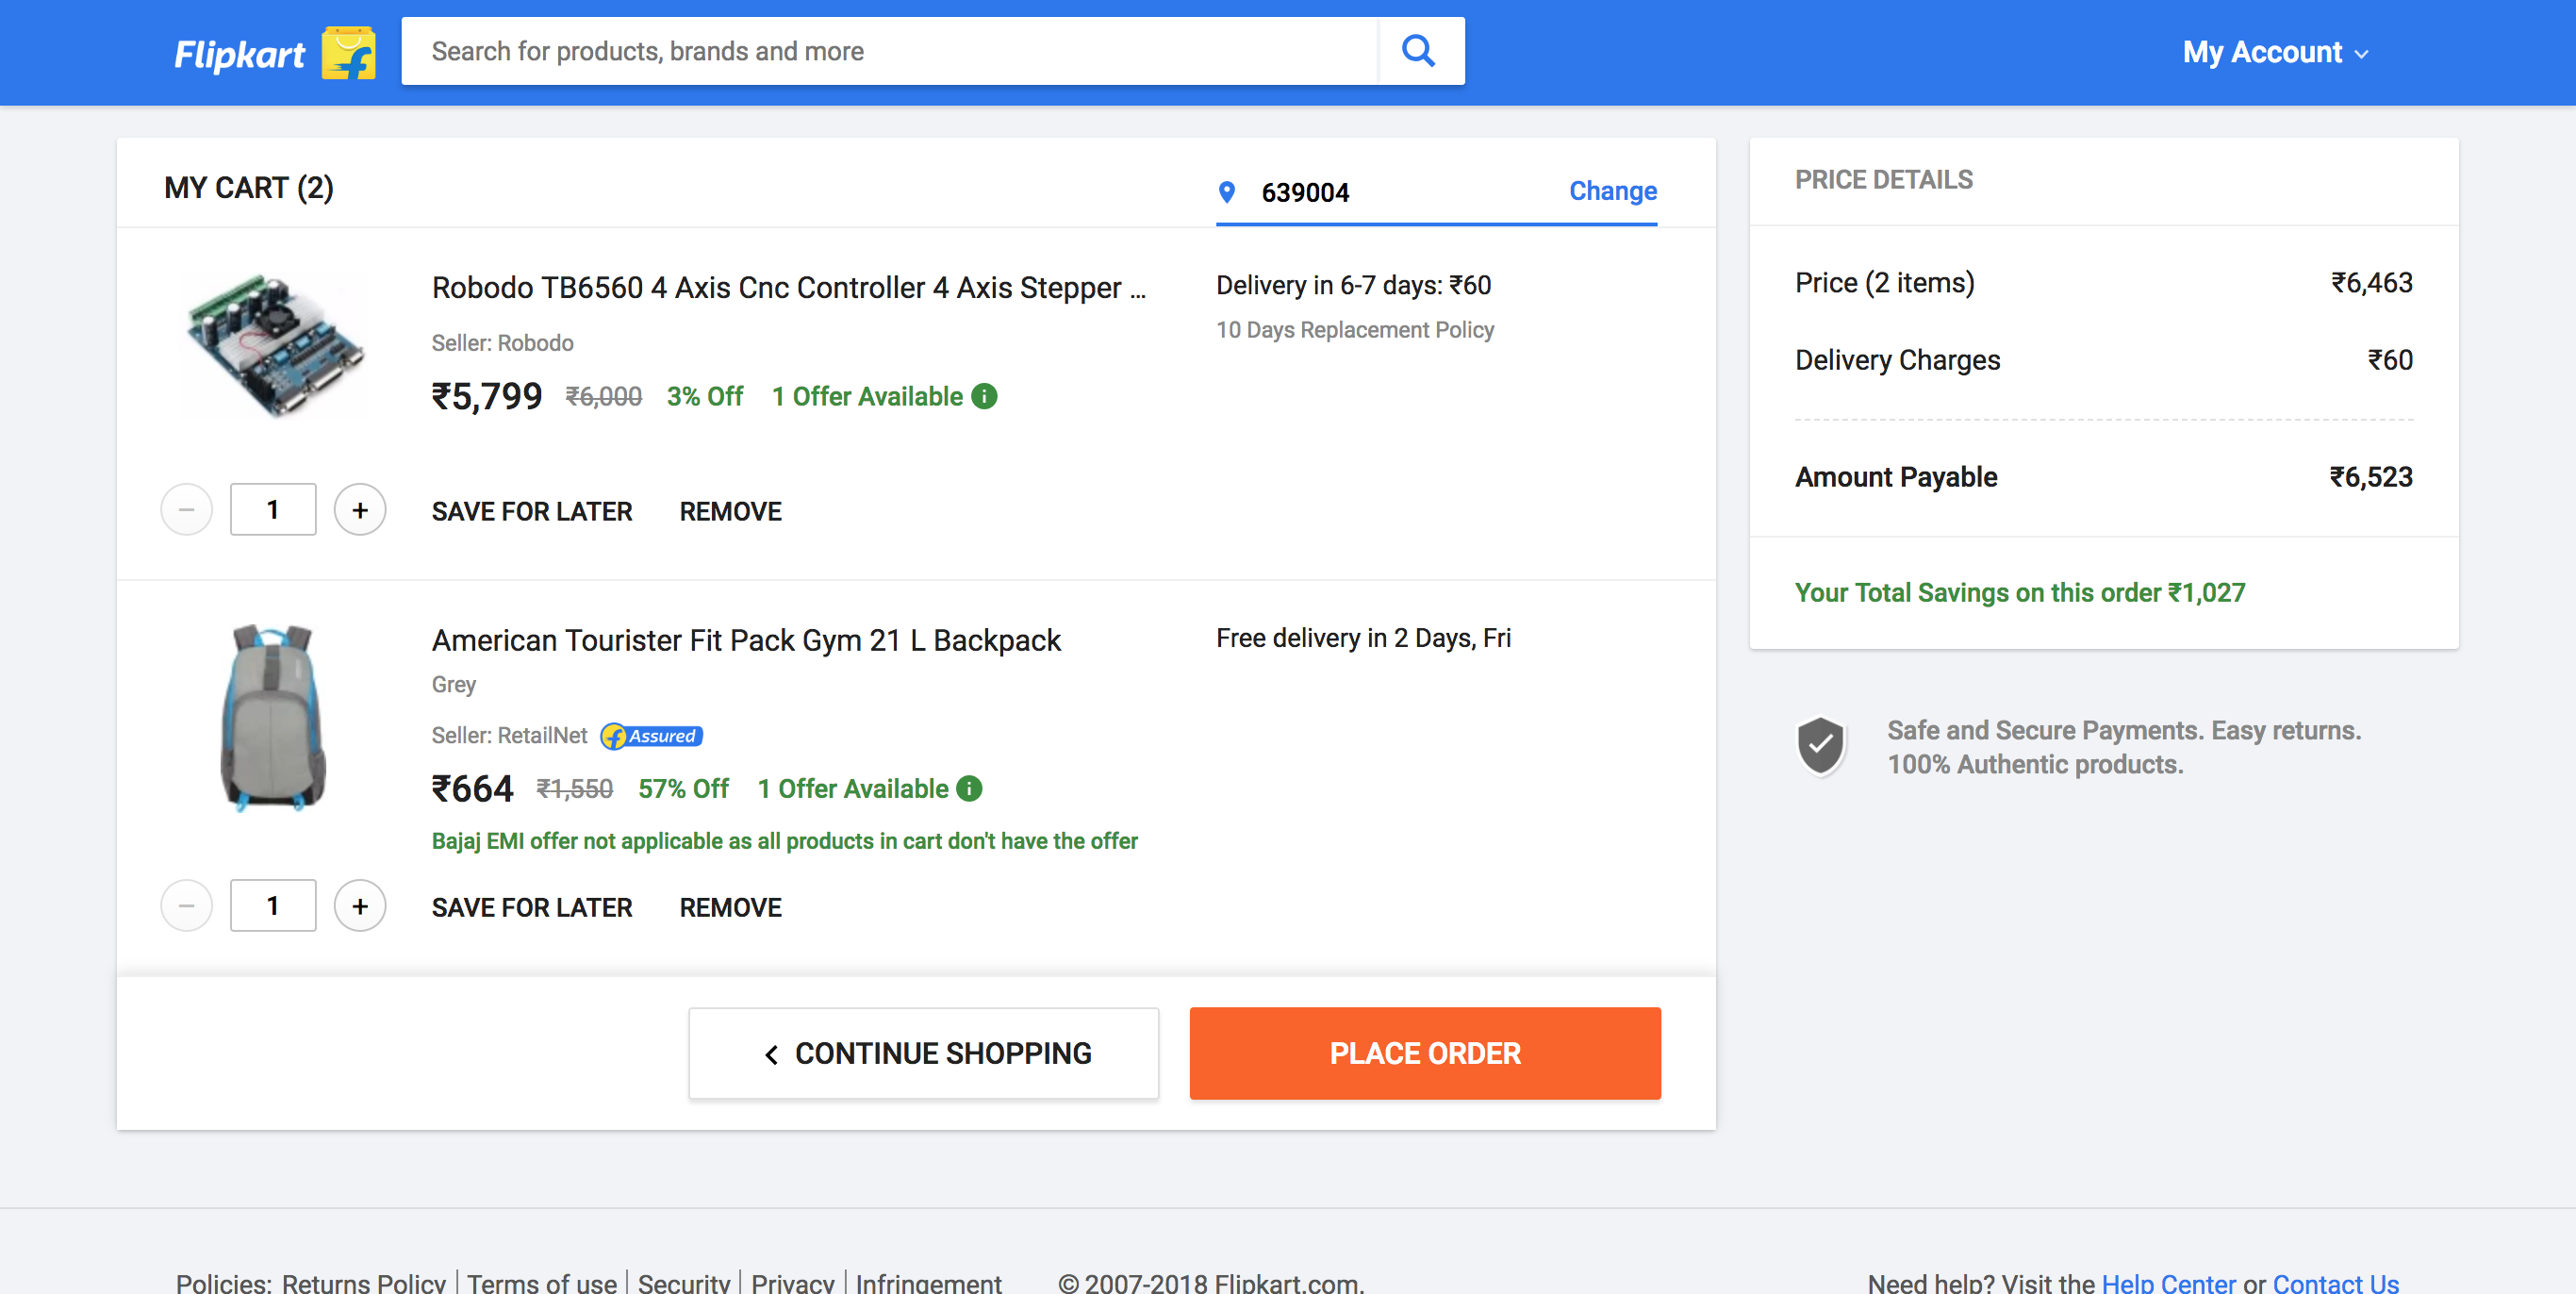 Flipkart
Search for products, brands and more
My Account
MY CART (2)
639004
Change
Robodo TB6560 4 Axis Cnc Controller 4 Axis Stepper ...
Seller: Robodo
₹5,799 ₹6,000 3% Off 1 Offer Available i
Delivery in 6-7 days: ₹60
10 Days Replacement Policy
− 1 + SAVE FOR LATER REMOVE
American Tourister Fit Pack Gym 21 L Backpack
Grey
Seller: RetailNet f Assured
₹664 ₹1,550 57% Off 1 Offer Available i
Bajaj EMI offer not applicable as all products in cart don't have the offer
Free delivery in 2 Days, Fri
− 1 + SAVE FOR LATER REMOVE
CONTINUE SHOPPING
PLACE ORDER
PRICE DETAILS
Price (2 items) ₹6,463
Delivery Charges ₹60
Amount Payable ₹6,523
Your Total Savings on this order ₹1,027
Safe and Secure Payments. Easy returns.
100% Authentic products.
Policies: Returns Policy | Terms of use | Security | Privacy | Infringement © 2007-2018 Flipkart.com. Need help? Visit the Help Center or Contact Us